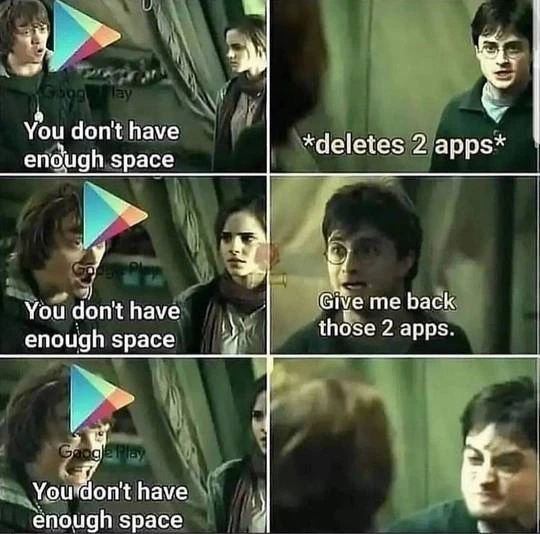 Google Play
You don't have
enough space
*deletes 2 apps*
Google Play
You don't have
enough space
Give me back
those 2 apps.
Google Play
You don't have
enough space